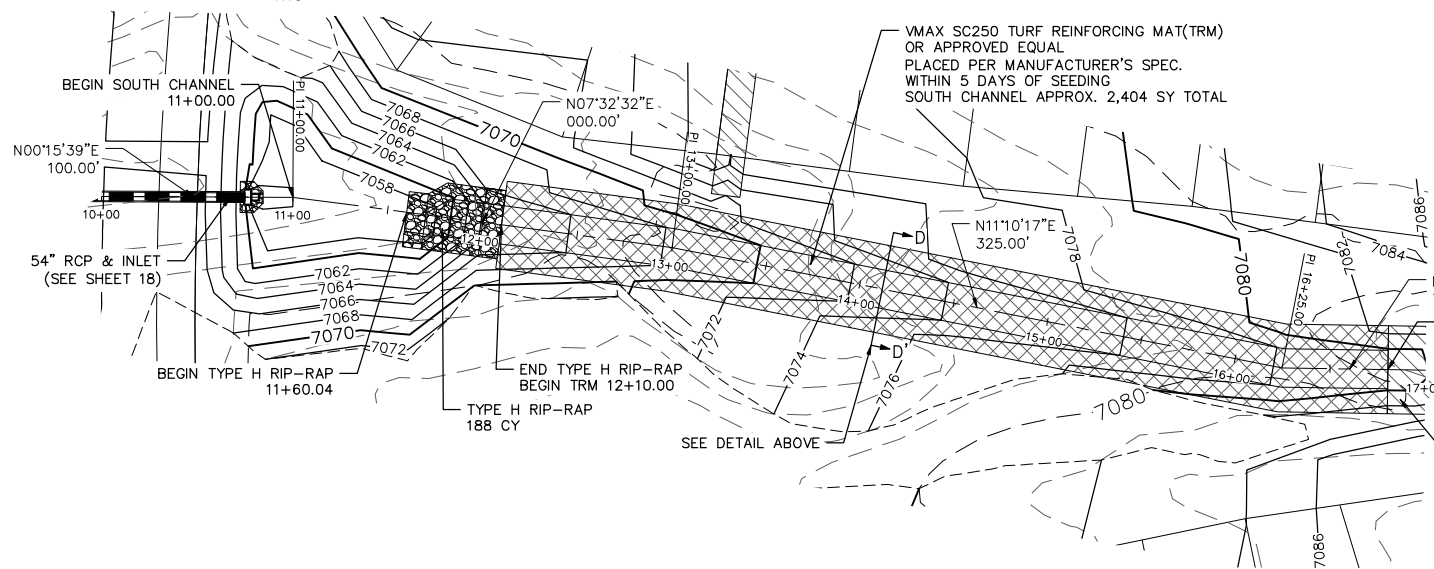 VMAX SC250 TURF REINFORCING MAT(TRM)
OR APPROVED EQUAL
PLACED PER MANUFACTURER'S SPEC.
WITHIN 5 DAYS OF SEEDING
SOUTH CHANNEL APPROX. 2,404 SY TOTAL
BEGIN SOUTH CHANNEL
11+00.00
PI 11+00.00
N07°32'32"E
000.00'
7068
7066
7064
7062
7058
7070
N00°15'39"E
100.00'
10+00
11+00
54" RCP & INLET
(SEE SHEET 18)
7062
7064
7066
7068
7070
7072
12+00
13+00
PI 13+00.00
14+00
D
D'
N11°10'17"E
325.00'
15+00
7078
7080
PI 16+25.00
7082
7084
7086
16+00
7072
7074
7076
7080
BEGIN TYPE H RIP-RAP
11+60.04
END TYPE H RIP-RAP
BEGIN TRM 12+10.00
TYPE H RIP-RAP
188 CY
SEE DETAIL ABOVE
7086